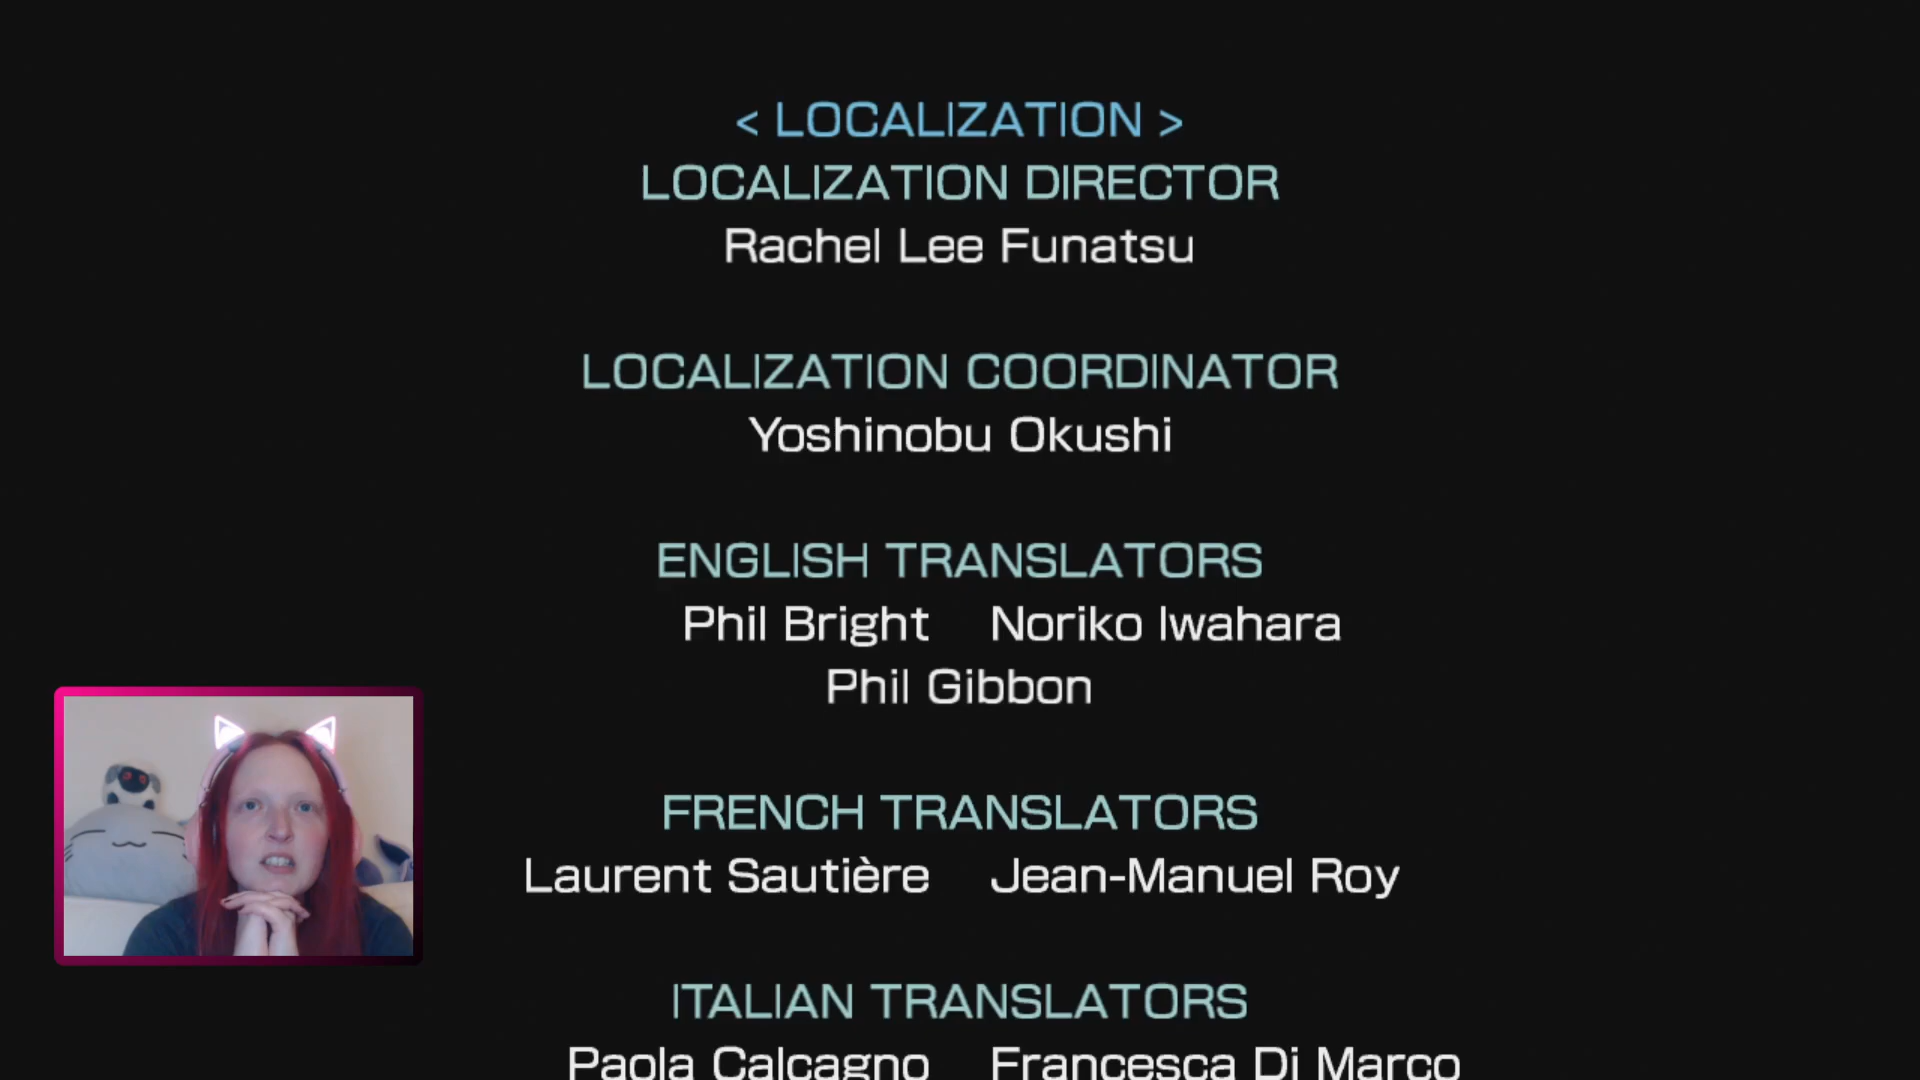 < LOCALIZATION >
LOCALIZATION DIRECTOR
Rachel Lee Funatsu
LOCALIZATION COORDINATOR
Yoshinobu Okushi
ENGLISH TRANSLATORS
Phil Bright Noriko Iwahara
Phil Gibbon
FRENCH TRANSLATORS
Laurent Sautière Jean-Manuel Roy
ITALIAN TRANSLATORS
Paola Calcagno Francesca Di Marco